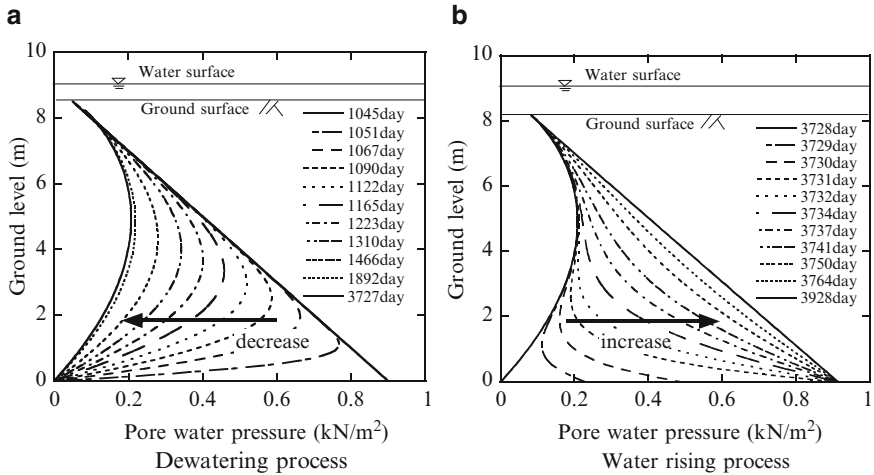 a
10
8
6
4
2
0
Ground level (m)
Water surface
Ground surface
1045day
1051day
1067day
1090day
1122day
1165day
1223day
1310day
1466day
1892day
3727day
decrease
0 0.2 0.4 0.6 0.8 1
Pore water pressure (kN/m²)
Dewatering process
b
10
8
6
4
2
0
Ground level (m)
Water surface
Ground surface
3728day
3729day
3730day
3731day
3732day
3734day
3737day
3741day
3750day
3764day
3928day
increase
0 0.2 0.4 0.6 0.8 1
Pore water pressure (kN/m²)
Water rising process